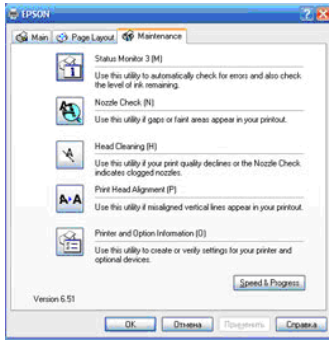 EPSON
Main Page Layout Maintenance
Status Monitor 3 (M)
Use this utility to automatically check for errors and also check
the level of ink remaining.
Nozzle Check (N)
Use this utility if gaps or faint areas appear in your printout.
Head Cleaning (H)
Use this utility if your print quality declines or the Nozzle Check
indicates clogged nozzles.
Print Head Alignment (P)
Use this utility if misaligned vertical lines appear in your printout.
Printer and Option Information (O)
Use this utility to create or verify settings for your printer and
optional devices.
Speed & Progress
Version 6.51
OK Отмена Применить Справка